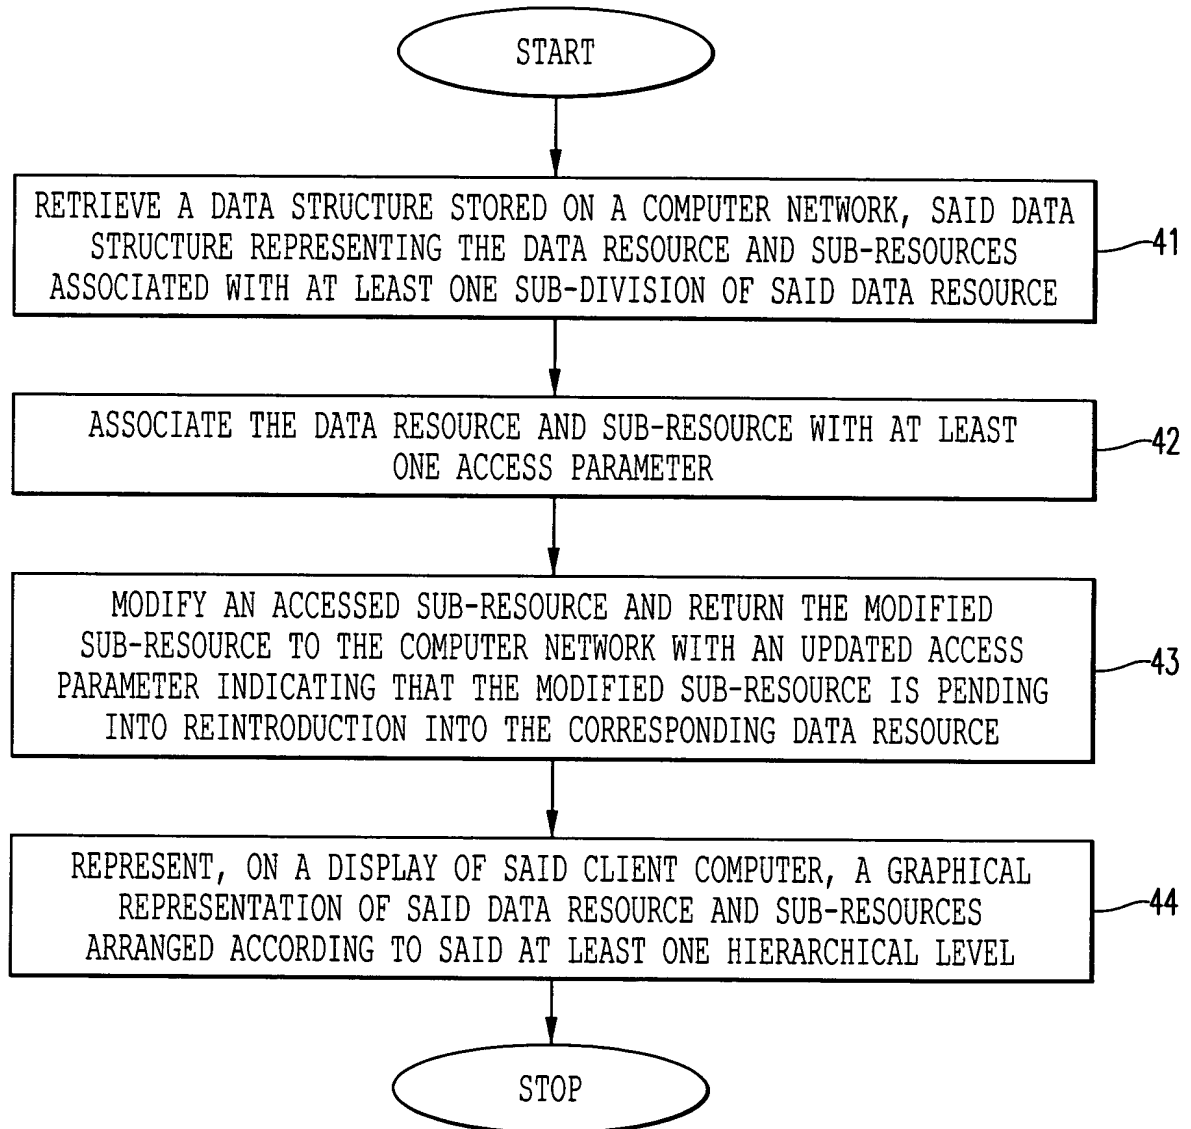 START
RETRIEVE A DATA STRUCTURE STORED ON A COMPUTER NETWORK, SAID DATA
STRUCTURE REPRESENTING THE DATA RESOURCE AND SUB-RESOURCES
ASSOCIATED WITH AT LEAST ONE SUB-DIVISION OF SAID DATA RESOURCE
41
ASSOCIATE THE DATA RESOURCE AND SUB-RESOURCE WITH AT LEAST
ONE ACCESS PARAMETER
42
MODIFY AN ACCESSED SUB-RESOURCE AND RETURN THE MODIFIED
SUB-RESOURCE TO THE COMPUTER NETWORK WITH AN UPDATED ACCESS
PARAMETER INDICATING THAT THE MODIFIED SUB-RESOURCE IS PENDING
INTO REINTRODUCTION INTO THE CORRESPONDING DATA RESOURCE
43
REPRESENT, ON A DISPLAY OF SAID CLIENT COMPUTER, A GRAPHICAL
REPRESENTATION OF SAID DATA RESOURCE AND SUB-RESOURCES
ARRANGED ACCORDING TO SAID AT LEAST ONE HIERARCHICAL LEVEL
44
STOP